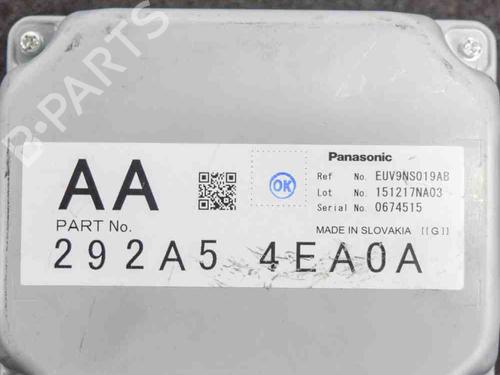 B-PARTS
AA
OK
Panasonic
Ref No. EUV9NS019AB
Lot No. 151217NA03
Serial No. 0674515
PART No.
MADE IN SLOVAKIA [[G]]
292A5 4EA0A